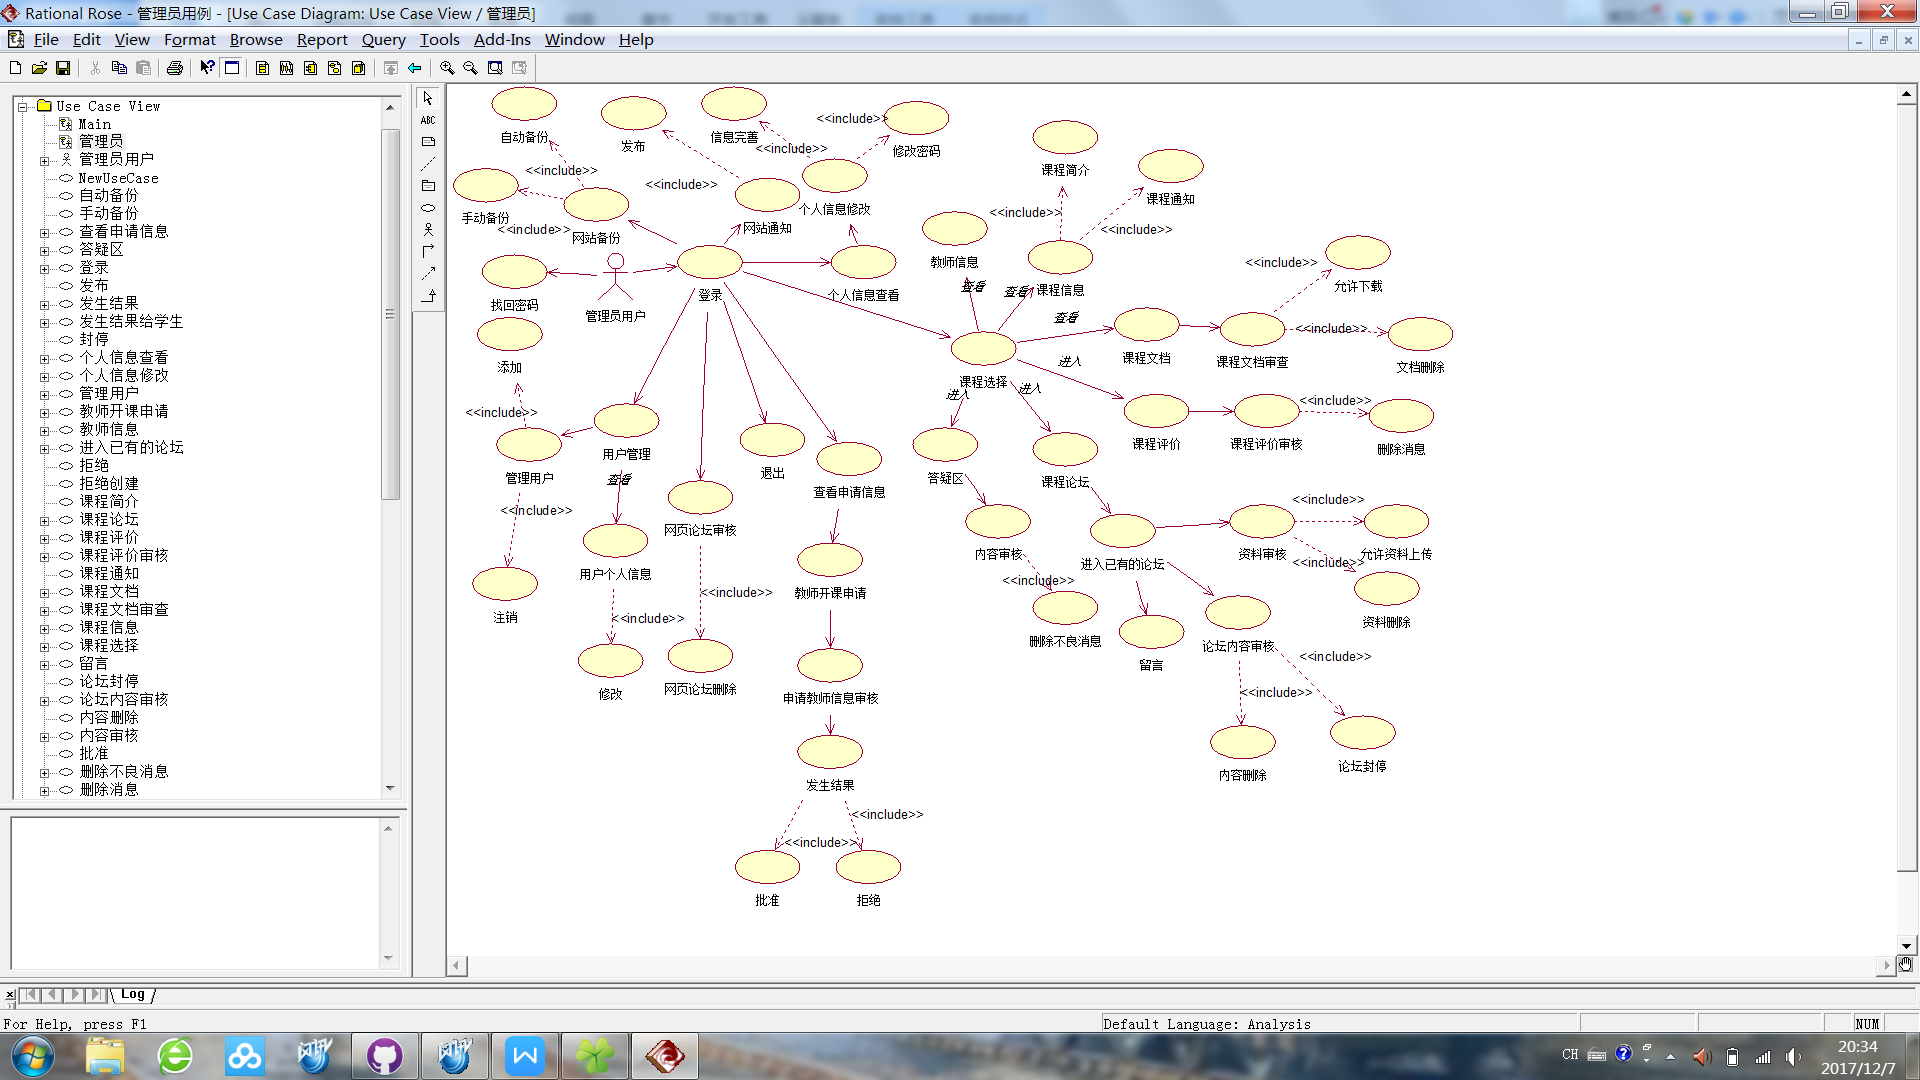 Rational Rose - 管理员用例 - [Use Case Diagram: Use Case View / 管理员]
File Edit View Format Browse Report Query Tools Add-Ins Window Help
Use Case View
Main
管理员
管理员用户
NewUseCase
自动备份
手动备份
查看申请信息
答疑区
登录
发布
发生结果
发生结果给学生
封停
个人信息查看
个人信息修改
管理用户
教师开课申请
教师信息
进入已有的论坛
拒绝
拒绝创建
课程简介
课程论坛
课程评价
课程评价审核
课程通知
课程文档
课程文档审查
课程信息
课程选择
留言
论坛封停
论坛内容审核
内容删除
内容审核
批准
删除不良消息
删除消息
ABC
自动备份
发布
信息完善
<<include>>
修改密码
<<include>>
<<include>>
<<include>>
手动备份
<<include>>
网站备份
网站通知
个人信息修改
课程简介
课程通知
<<include>>
<<include>>
教师信息
课程信息
查看
查看
找回密码
管理员用户
登录
个人信息查看
<<include>>
允许下载
查看
课程文档
课程文档审查
<<include>>
文档删除
添加
课程选择
进入
进入
进入
<<include>>
课程评价
课程评价审核
<<include>>
删除消息
管理用户
用户管理
查看
退出
查看申请信息
答疑区
课程论坛
<<include>>
网页论坛审核
内容审核
进入已有的论坛
资料审核
<<include>>
允许资料上传
<<include>>
资料删除
用户个人信息
教师开课申请
<<include>>
删除不良消息
留言
论坛内容审核
<<include>>
<<include>>
注销
<<include>>
<<include>>
修改
网页论坛删除
申请教师信息审核
内容删除
论坛封停
发生结果
<<include>>
<<include>>
批准
拒绝
Log
For Help, press F1
Default Language: Analysis
NUM
CH
20:34
2017/12/7